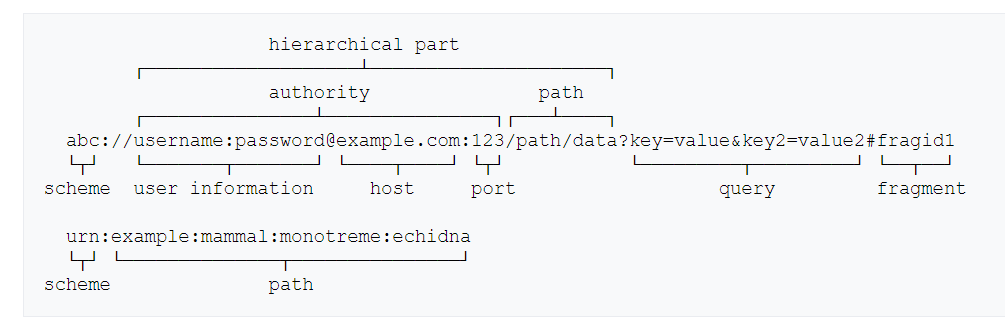 hierarchical part
authority path
abc://username:password@example.com:123/path/data?key=value&key2=value2#fragid1
scheme user information host port query fragment
urn:example:mammal:monotreme:echidna
scheme path